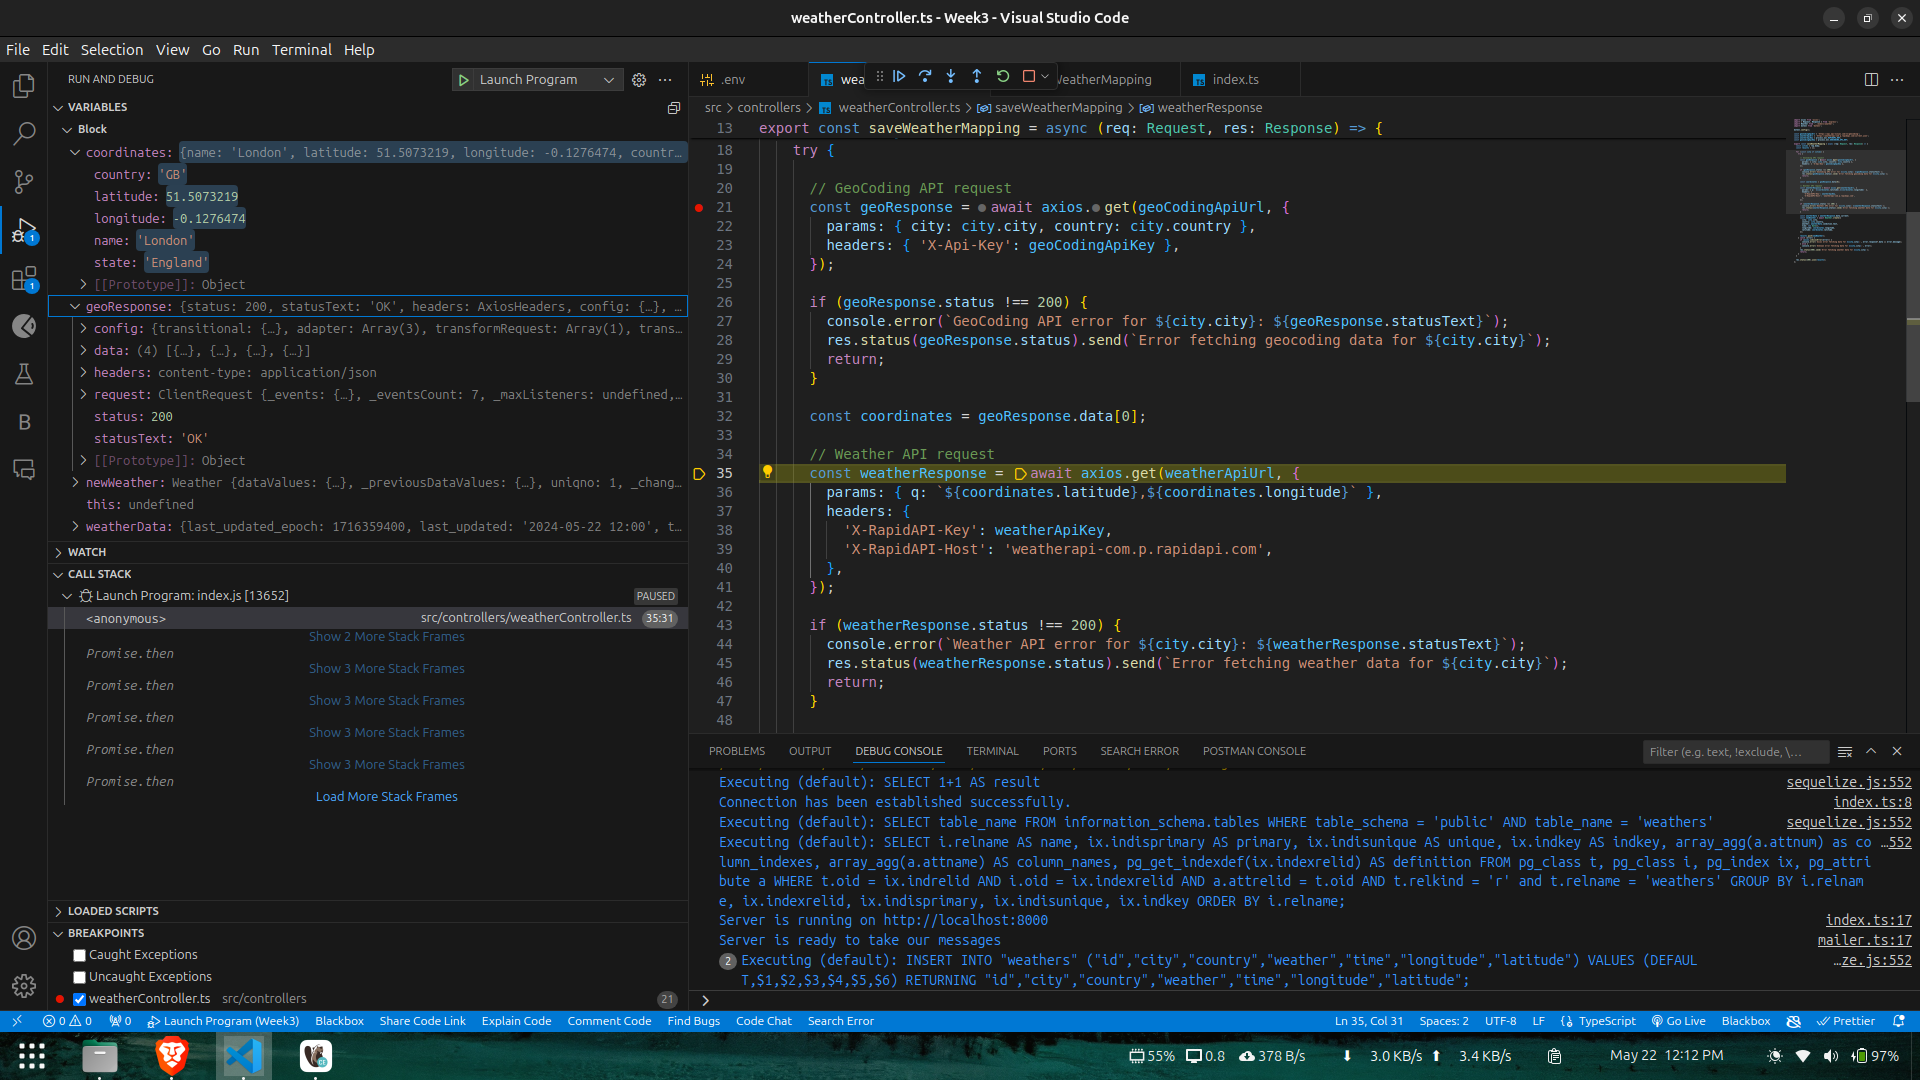 weatherController.ts - Week3 - Visual Studio Code
File Edit Selection View Go Run Terminal Help
RUN AND DEBUG
Launch Program
VARIABLES
Block
coordinates: {name: 'London', latitude: 51.5073219, longitude: -0.1276474, countr…
country: 'GB'
latitude: 51.5073219
longitude: -0.1276474
name: 'London'
state: 'England'
[[Prototype]]: Object
geoResponse: {status: 200, statusText: 'OK', headers: AxiosHeaders, config: {…}, …
config: {transitional: {…}, adapter: Array(3), transformRequest: Array(1), trans…
data: (4) [{…}, {…}, {…}, {…}]
headers: content-type: application/json
request: ClientRequest {_events: {…}, _eventsCount: 7, _maxListeners: undefined,…
status: 200
statusText: 'OK'
[[Prototype]]: Object
newWeather: Weather {dataValues: {…}, _previousDataValues: {…}, uniqno: 1, _chang…
this: undefined
weatherData: {last_updated_epoch: 1716359400, last_updated: '2024-05-22 12:00', t…
WATCH
CALL STACK
Launch Program: index.js [13652] PAUSED
<anonymous> src/controllers/weatherController.ts 35:31
Show 2 More Stack Frames
Promise.then
Show 3 More Stack Frames
Promise.then
Show 3 More Stack Frames
Promise.then
Show 3 More Stack Frames
Promise.then
Show 3 More Stack Frames
Promise.then
Load More Stack Frames
LOADED SCRIPTS
BREAKPOINTS
Caught Exceptions
Uncaught Exceptions
weatherController.ts src/controllers 21
.env
wea
WeatherMapping
index.ts
src > controllers > weatherController.ts > saveWeatherMapping > weatherResponse
13 export const saveWeatherMapping = async (req: Request, res: Response) => {
18 try {
19
20 // GeoCoding API request
21 const geoResponse = await axios.get(geoCodingApiUrl, {
22 params: { city: city.city, country: city.country },
23 headers: { 'X-Api-Key': geoCodingApiKey },
24 });
25
26 if (geoResponse.status !== 200) {
27 console.error(`GeoCoding API error for ${city.city}: ${geoResponse.statusText}`);
28 res.status(geoResponse.status).send(`Error fetching geocoding data for ${city.city}`);
29 return;
30 }
31
32 const coordinates = geoResponse.data[0];
33
34 // Weather API request
35 const weatherResponse = await axios.get(weatherApiUrl, {
36 params: { q: `${coordinates.latitude},${coordinates.longitude}` },
37 headers: {
38 'X-RapidAPI-Key': weatherApiKey,
39 'X-RapidAPI-Host': 'weatherapi-com.p.rapidapi.com',
40 },
41 });
42
43 if (weatherResponse.status !== 200) {
44 console.error(`Weather API error for ${city.city}: ${weatherResponse.statusText}`);
45 res.status(weatherResponse.status).send(`Error fetching weather data for ${city.city}`);
46 return;
47 }
48
PROBLEMS OUTPUT DEBUG CONSOLE TERMINAL PORTS SEARCH ERROR POSTMAN CONSOLE
Filter (e.g. text, !exclude, \…
Executing (default): SELECT 1+1 AS result sequelize.js:552
Connection has been established successfully. index.ts:8
Executing (default): SELECT table_name FROM information_schema.tables WHERE table_schema = 'public' AND table_name = 'weathers' sequelize.js:552
Executing (default): SELECT i.relname AS name, ix.indisprimary AS primary, ix.indisunique AS unique, ix.indkey AS indkey, array_agg(a.attnum) as co …552
lumn_indexes, array_agg(a.attname) AS column_names, pg_get_indexdef(ix.indexrelid) AS definition FROM pg_class t, pg_class i, pg_index ix, pg_attri
bute a WHERE t.oid = ix.indrelid AND i.oid = ix.indexrelid AND a.attrelid = t.oid AND t.relkind = 'r' and t.relname = 'weathers' GROUP BY i.relnam
e, ix.indexrelid, ix.indisprimary, ix.indisunique, ix.indkey ORDER BY i.relname;
Server is running on http://localhost:8000 index.ts:17
Server is ready to take our messages mailer.ts:17
2 Executing (default): INSERT INTO "weathers" ("id","city","country","weather","time","longitude","latitude") VALUES (DEFAUL …ze.js:552
T,$1,$2,$3,$4,$5,$6) RETURNING "id","city","country","weather","time","longitude","latitude";
0 0 0 Launch Program (Week3) Blackbox Share Code Link Explain Code Comment Code Find Bugs Code Chat Search Error
Ln 35, Col 31 Spaces: 2 UTF-8 LF TypeScript Go Live Blackbox Prettier
55% 0.8 378 B/s 3.0 KB/s 3.4 KB/s May 22 12:12 PM 97%